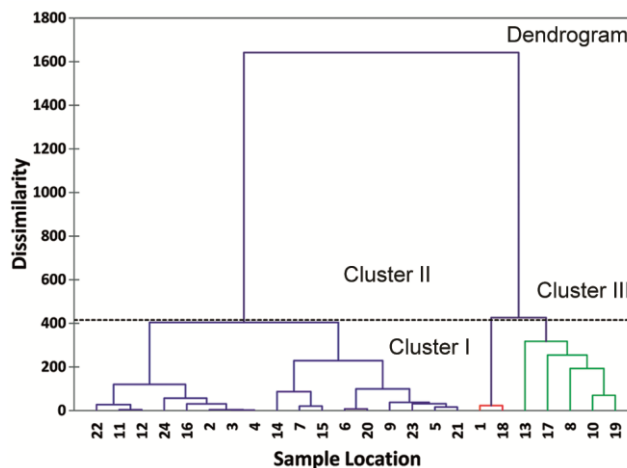 Dendrogram
1800
1600
1400
1200
1000
800
600
400
200
0
Dissimilarity
Cluster II
Cluster III
Cluster I
22 11 12 24 16 2 3 4 14 7 15 6 20 9 23 5 21 1 18 13 17 8 10 19
Sample Location